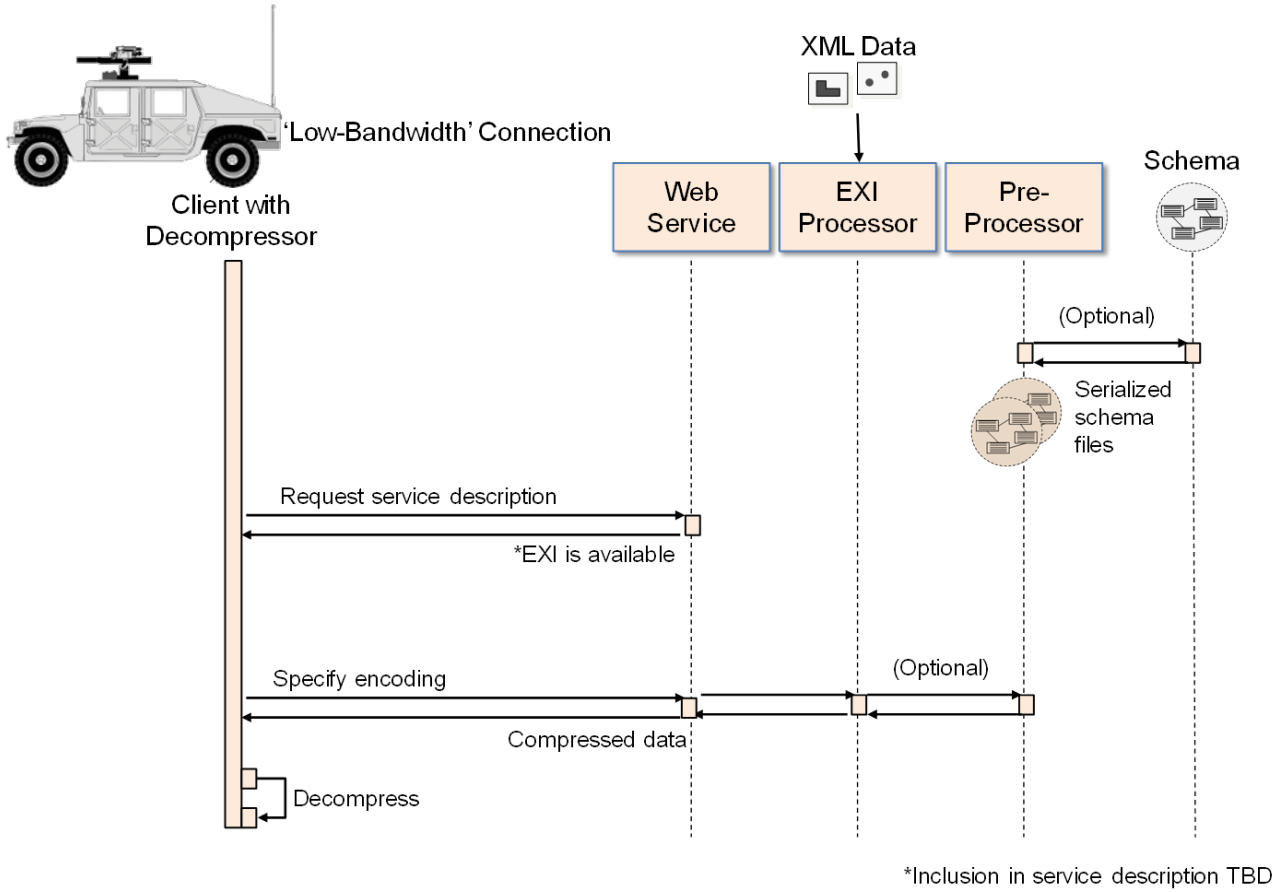 XML Data
'Low-Bandwidth' Connection
Client with
Decompressor
Web
Service
EXI
Processor
Pre-
Processor
Schema
(Optional)
Serialized
schema
files
Request service description
*EXI is available
Specify encoding
(Optional)
Compressed data
Decompress
*Inclusion in service description TBD